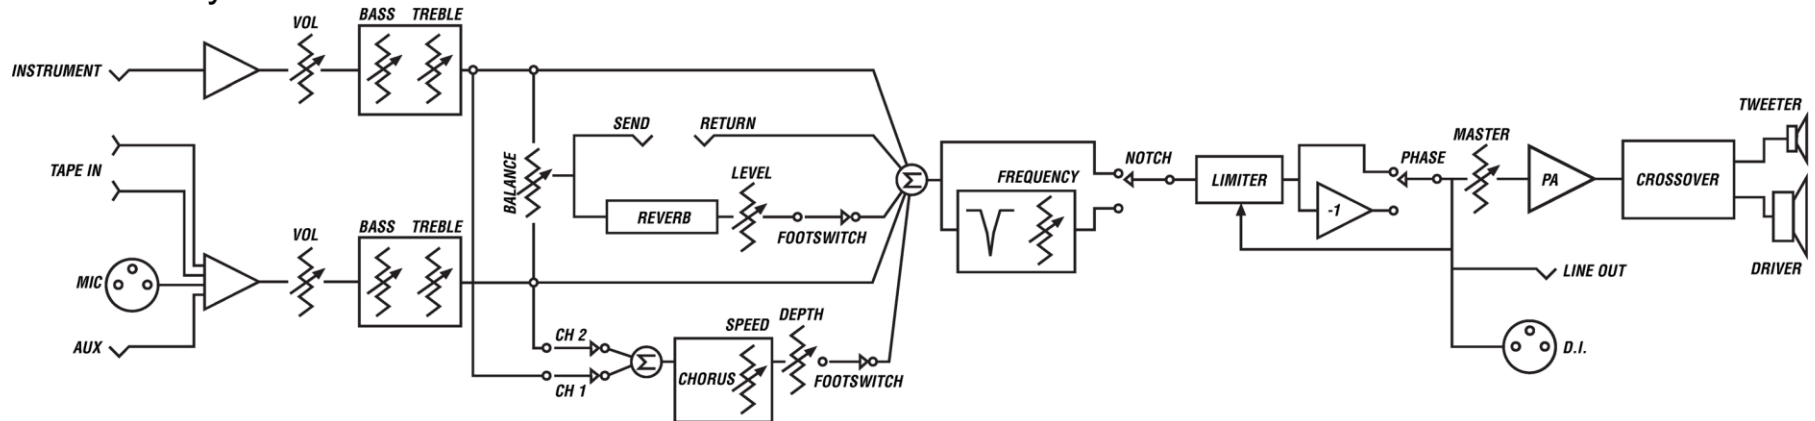 VOL
BASS TREBLE
INSTRUMENT
TAPE IN
MIC
AUX
VOL
BASS TREBLE
BALANCE
SEND
RETURN
LEVEL
REVERB
FOOTSWITCH
CH 2
CH 1
Σ
SPEED
CHORUS
DEPTH
FOOTSWITCH
Σ
FREQUENCY
NOTCH
LIMITER
-1
PHASE
MASTER
PA
CROSSOVER
TWEETER
DRIVER
LINE OUT
D.I.